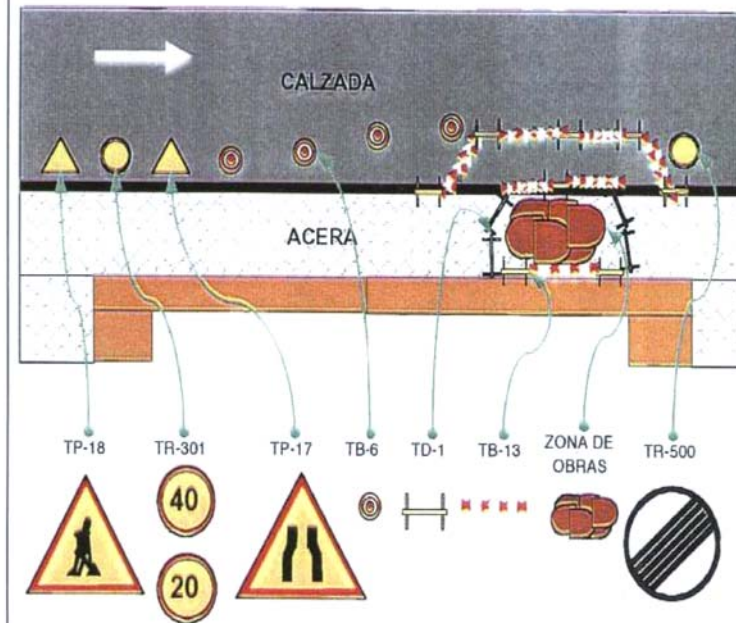 CALZADA
ACERA
TP-18 TR-301 TP-17 TB-6 TD-1 TB-13 ZONA DE OBRAS TR-500
40
20